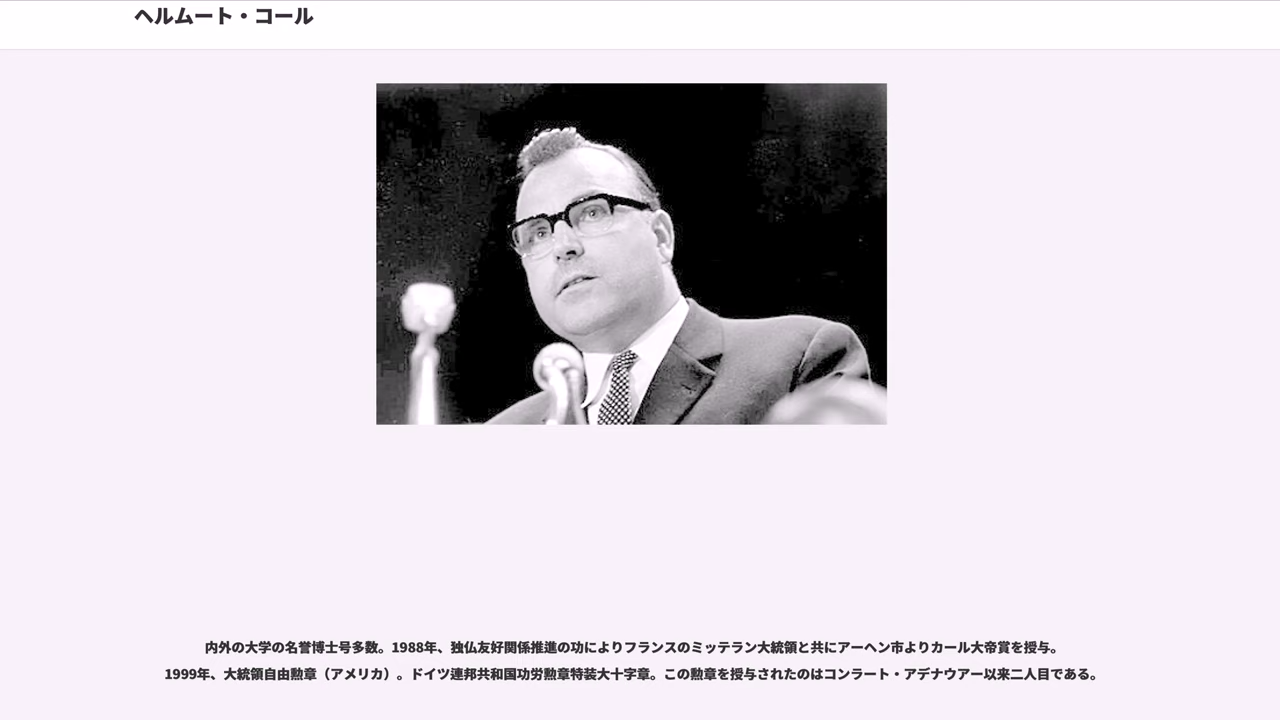 ヘルムート・コール
内外の大学の名誉博士号多数。1988年、独仏友好関係推進の功によりフランスのミッテラン大統領と共にアーヘン市よりカール大帝賞を授与。
1999年、大統領自由勲章（アメリカ）。ドイツ連邦共和国功労勲章特装大十字章。この勲章を授与されたのはコンラート・アデナウアー以来二人目である。